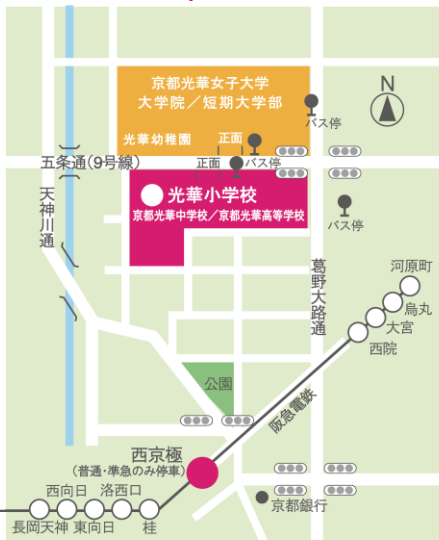 京都光華女子大学
大学院／短期大学部
N
バス停
光華幼稚園
正面
バス停
五条通(9号線)
正面
光華小学校
京都光華中学校／京都光華高等学校
天神川通
バス停
葛野大路通
河原町
烏丸
大宮
西院
公園
阪急電鉄
西京極
(普通・準急のみ停車)
西向日
洛西口
京都銀行
長岡天神
東向日
桂